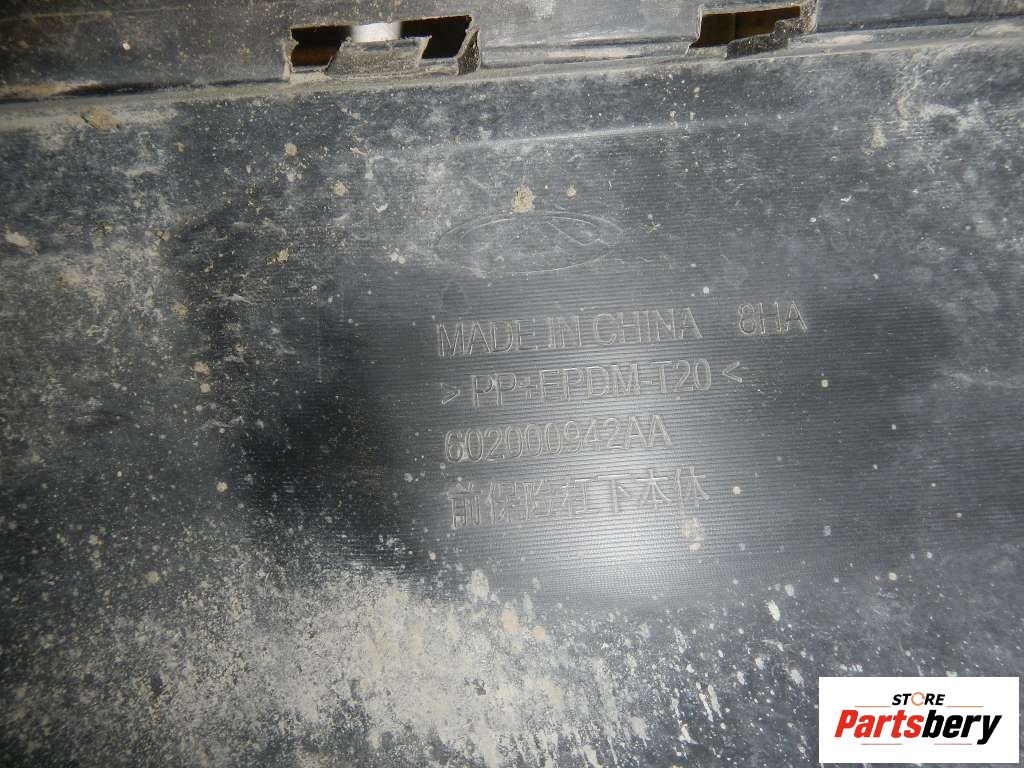 MADE IN CHINA 8HA
>PP+EPDM-T20<
602000942AA
前保险杠下本体
STORE
Partsbery